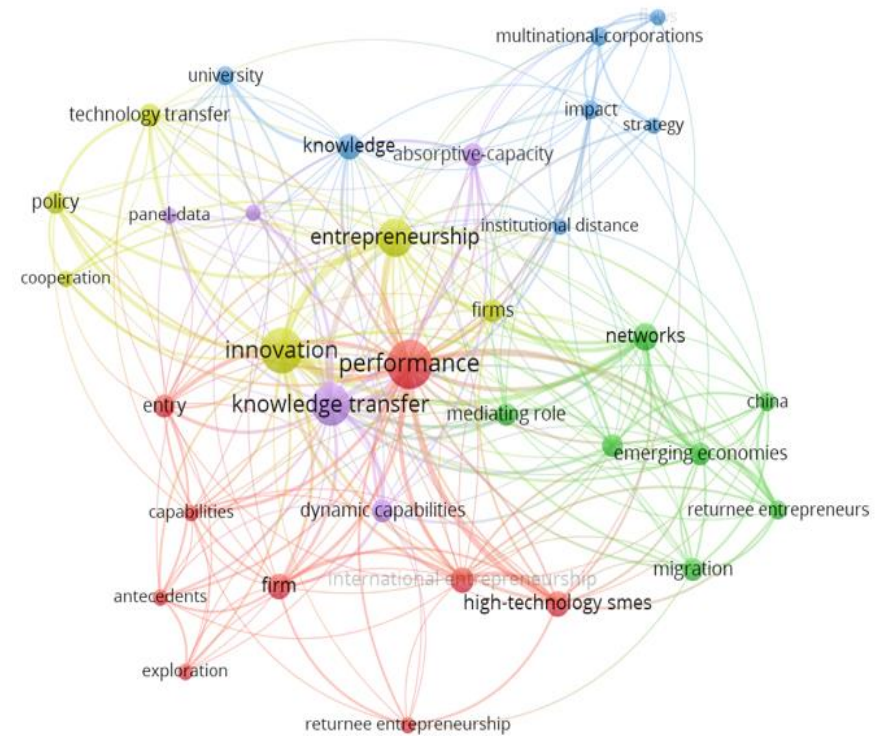 multinational-corporations
university
technology transfer
impact
strategy
knowledge
absorptive-capacity
policy
panel-data
entrepreneurship
institutional distance
cooperation
firms
networks
innovation
performance
entry
knowledge transfer
mediating role
china
emerging economies
capabilities
dynamic capabilities
returnee entrepreneurs
migration
international entrepreneurship
firm
antecedents
high-technology smes
exploration
returnee entrepreneurship